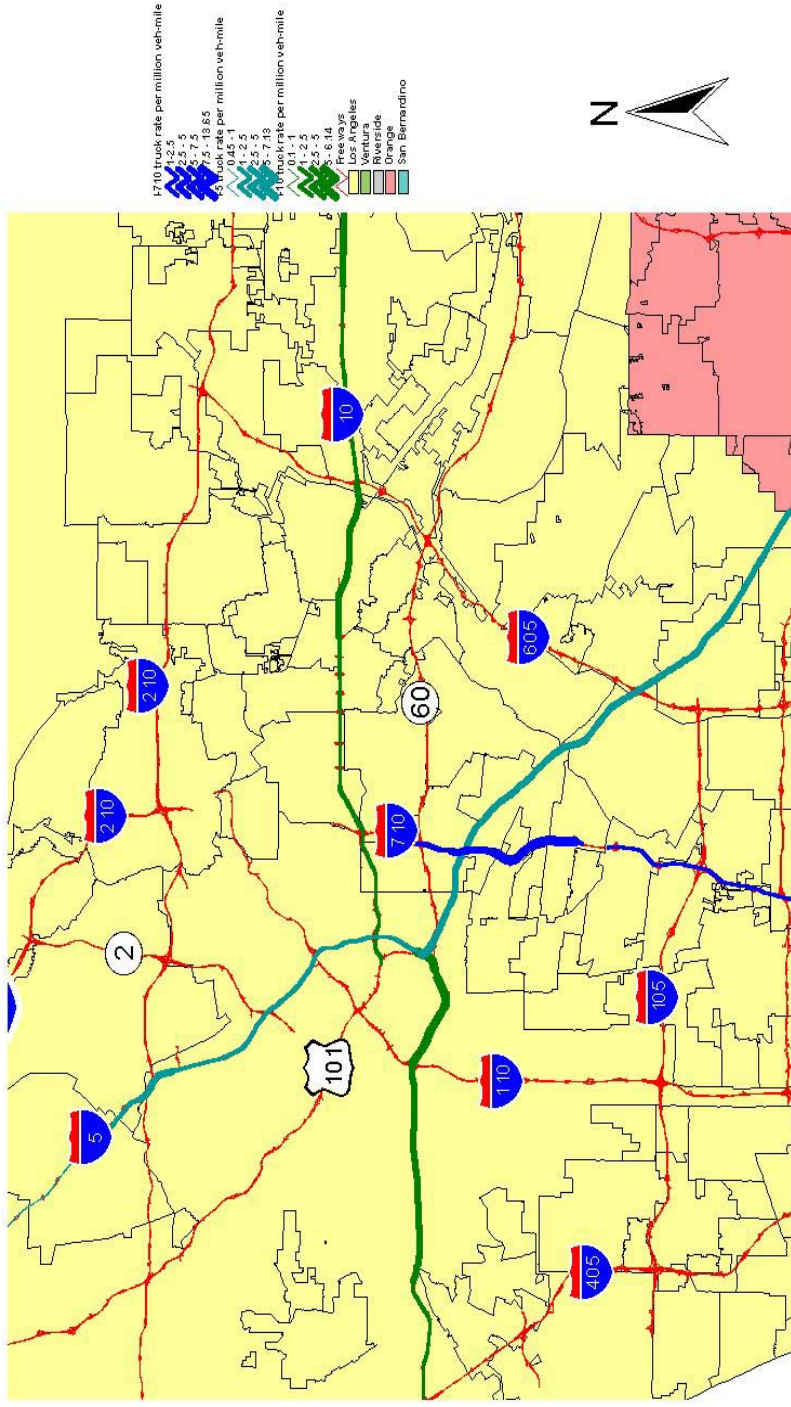 5
2
210
210
101
10
710
60
110
605
405
105
I-710 truck rate per million veh-mile
1-2.5
2.5 - 5
5 - 7.5
7.5 - 13.65
I-5 truck rate per million veh-mile
0.45 - 1
1 - 2.5
2.5 - 5
5 - 7.13
I-10 truck rate per million veh-mile
0.1 - 1
1 - 2.5
2.5 - 5
5 - 6.14
Freeways
Los Angeles
Ventura
Riverside
Orange
San Bernardino
N